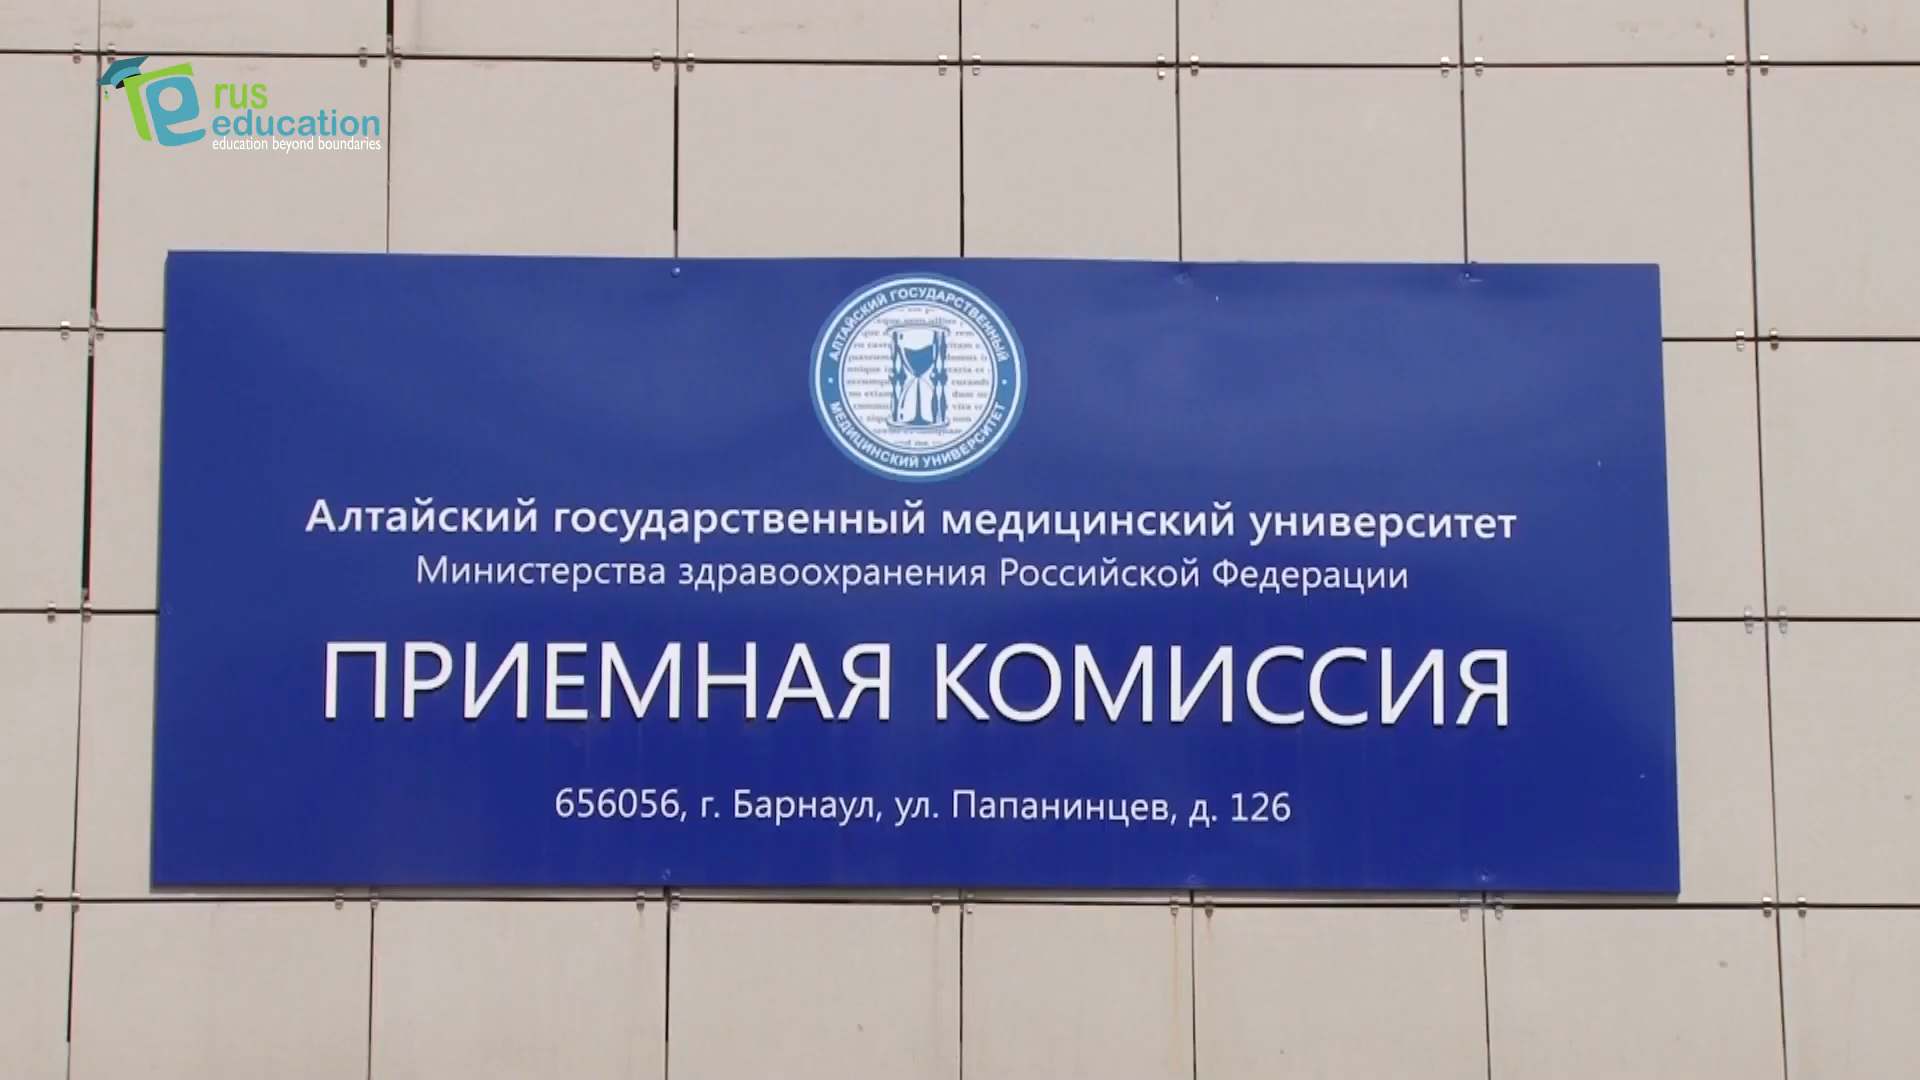 rus
education
education beyond boundaries
АЛТАЙСКИЙ ГОСУДАРСТВЕННЫЙ
МЕДИЦИНСКИЙ УНИВЕРСИТЕТ
Алтайский государственный медицинский университет
Министерства здравоохранения Российской Федерации
ПРИЕМНАЯ КОМИССИЯ
656056, г. Барнаул, ул. Папанинцев, д. 126